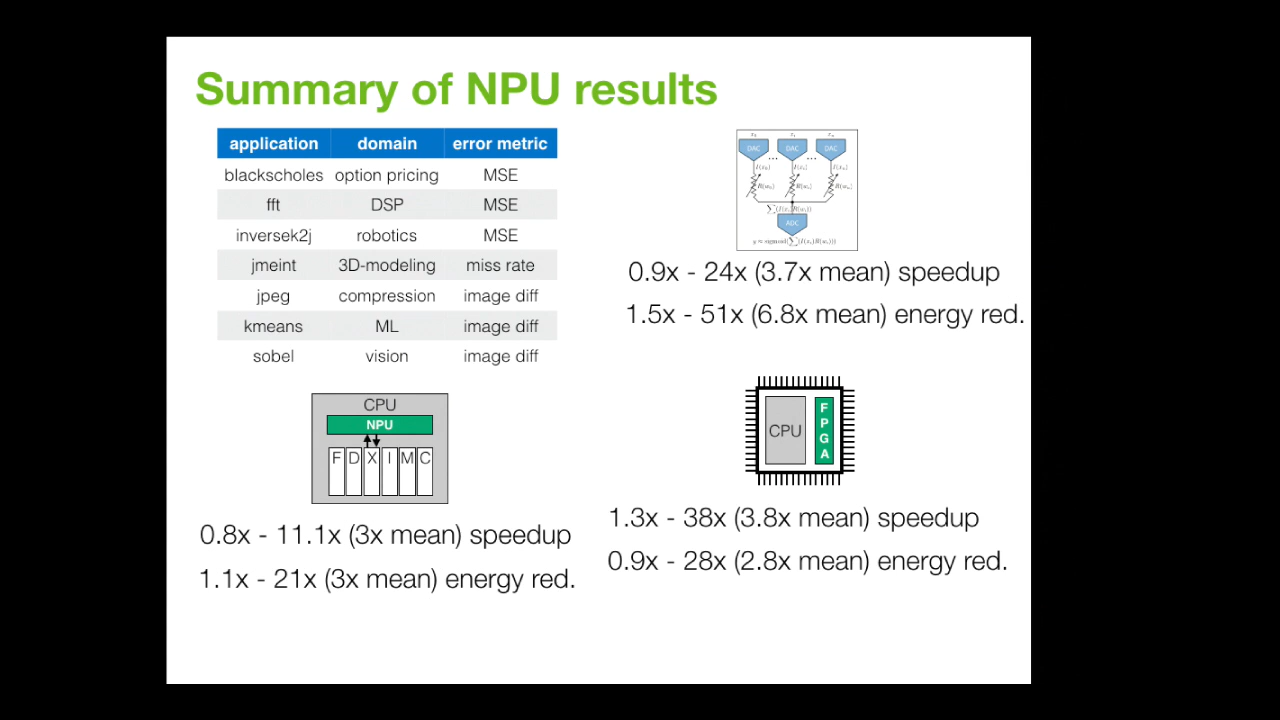 Summary of NPU results
application domain error metric
blackscholes option pricing MSE
fft DSP MSE
inversek2j robotics MSE
jmeint 3D-modeling miss rate
jpeg compression image diff
kmeans ML image diff
sobel vision image diff
DAC DAC DAC
ADC
0.9x - 24x (3.7x mean) speedup
1.5x - 51x (6.8x mean) energy red.
CPU
NPU
F D X I M C
0.8x - 11.1x (3x mean) speedup
1.1x - 21x (3x mean) energy red.
CPU
FPGA
1.3x - 38x (3.8x mean) speedup
0.9x - 28x (2.8x mean) energy red.